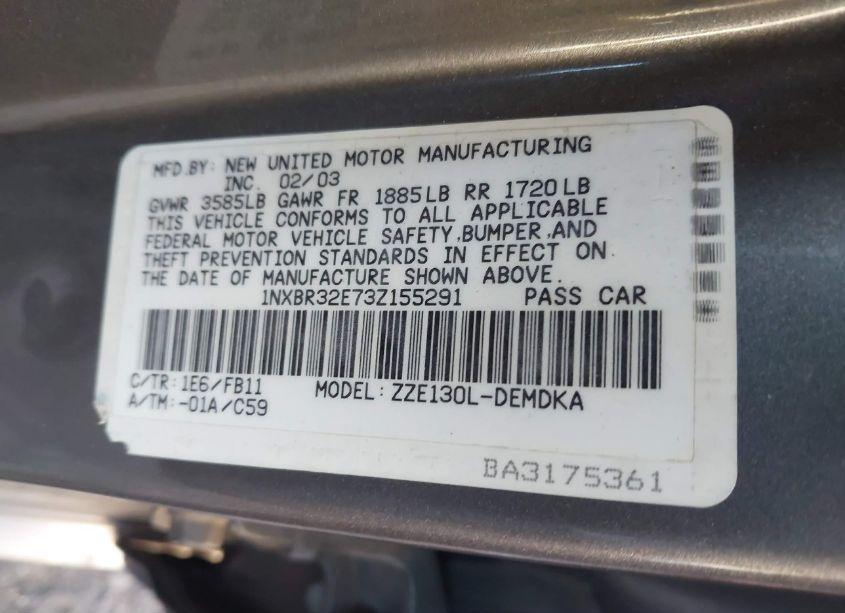 MFD.BY: NEW UNITED MOTOR MANUFACTURING
INC. 02/03
GVWR 3585LB GAWR FR 1885LB RR 1720LB
THIS VEHICLE CONFORMS TO ALL APPLICABLE
FEDERAL MOTOR VEHICLE SAFETY,BUMPER,AND
THEFT PREVENTION STANDARDS IN EFFECT ON
THE DATE OF MANUFACTURE SHOWN ABOVE.
1NXBR32E73Z155291 PASS CAR
C/TR: 1E6/FB11
A/TM: -01A/C59
MODEL: ZZE130L-DEMDKA
BA3175361